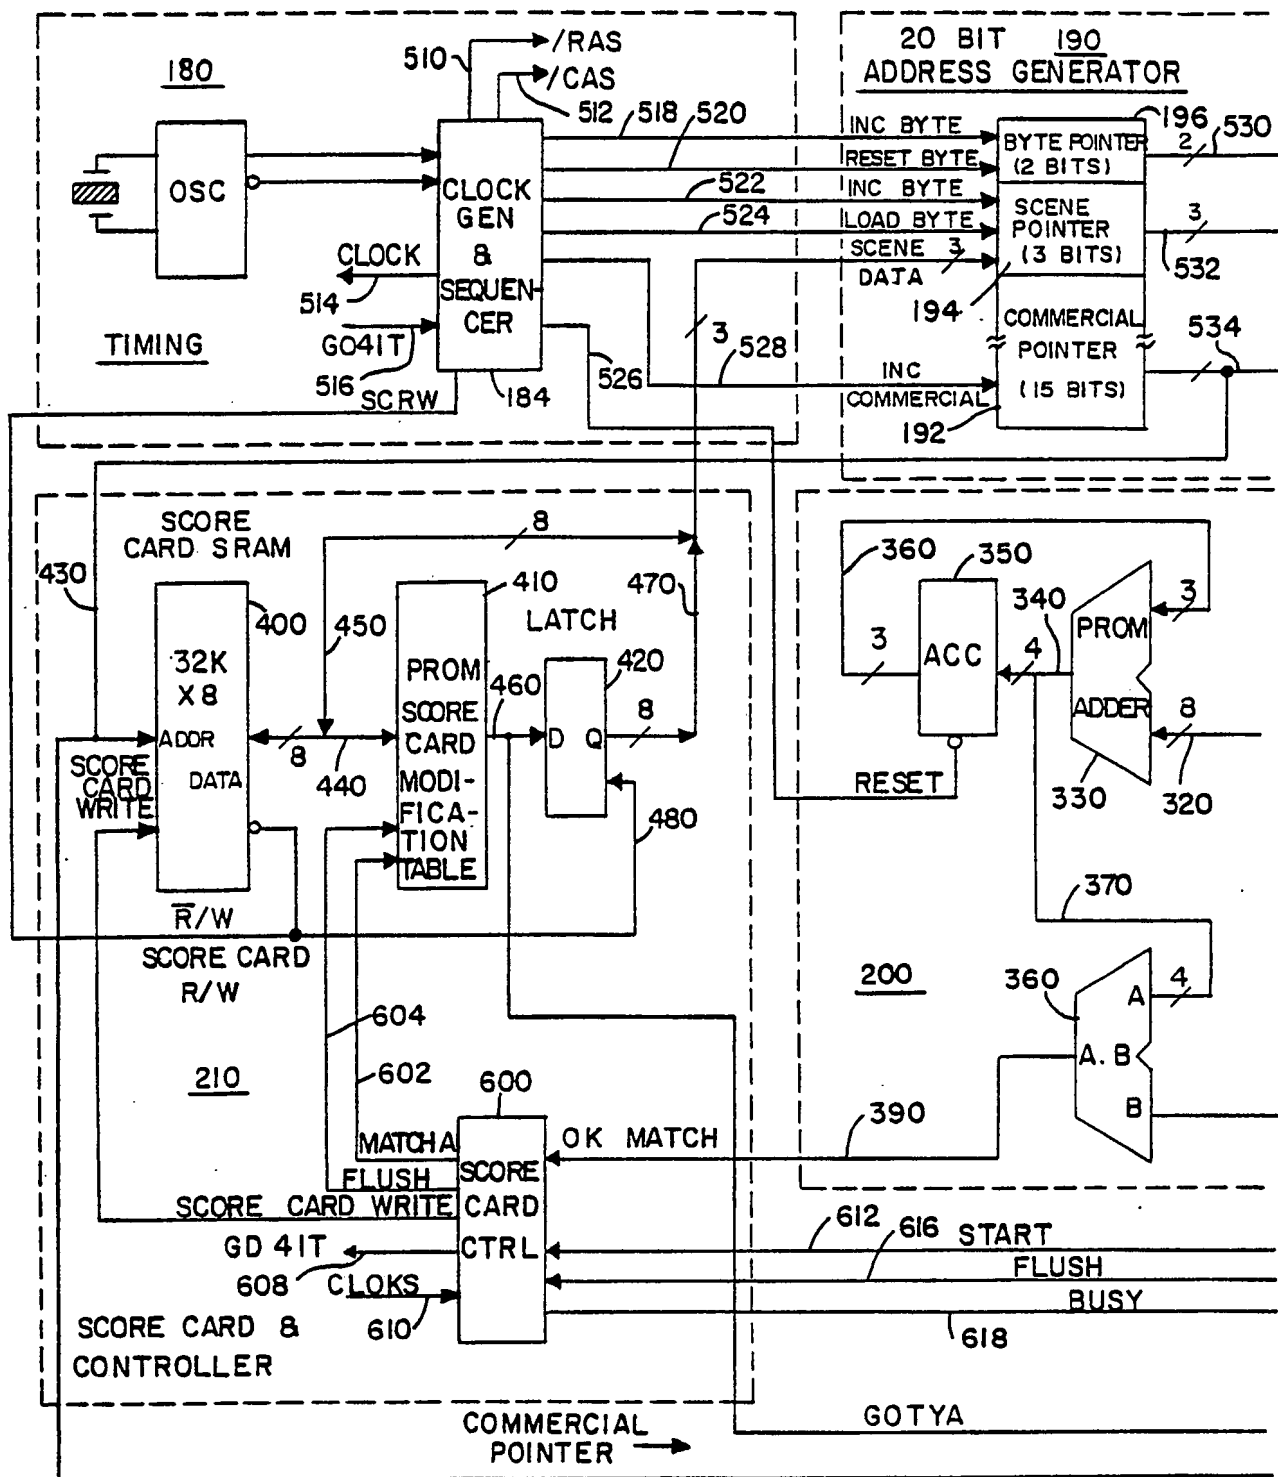 180
OSC
510
/RAS
/CAS
512
518
520
522
524
CLOCK
GEN
&
SEQUEN-
CER
CLOCK
514
GO41T
516
TIMING
SCRW
184
526
528
3
20 BIT 190
ADDRESS GENERATOR
INC BYTE
RESET BYTE
INC BYTE
LOAD BYTE
SCENE
DATA
3
INC
COMMERCIAL
196
BYTE POINTER
(2 BITS)
SCENE
POINTER
(3 BITS)
194
COMMERCIAL
POINTER
(15 BITS)
192
2
530
3
532
534
SCORE
CARD SRAM
430
400
32K
X 8
ADDR
DATA
SCORE
CARD
WRITE
R̅/W
SCORE CARD
R/W
8
450
8
440
410
PROM
SCORE
CARD
MODI-
FICA-
TION
TABLE
LATCH
460
420
D Q
8
470
480
604
602
210
600
MATCHA
FLUSH
SCORE CARD WRITE
GD 41T
608
CLOKS
610
SCORE
CARD
CTRL
SCORE CARD &
CONTROLLER
360
350
ACC
3
RESET
340
4
PROM
ADDER
3
8
330
320
370
200
360
A
4
A.B
B
OK MATCH
390
612
616
START
FLUSH
BUSY
618
GOTYA
COMMERCIAL
POINTER